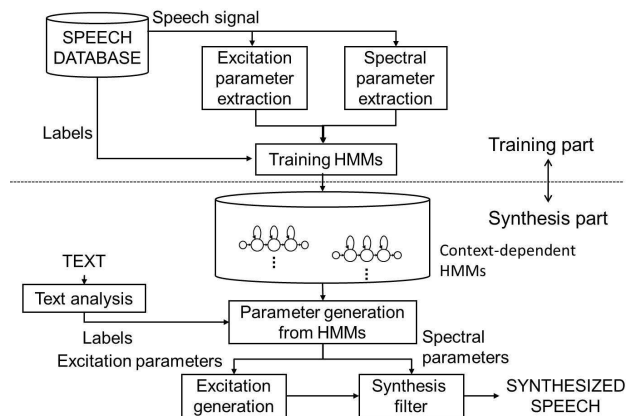 Speech signal
SPEECH
DATABASE
Excitation
parameter
extraction
Spectral
parameter
extraction
Labels
Training HMMs
Training part
Synthesis part
Context-dependent
HMMs
TEXT
Text analysis
Labels
Parameter generation
from HMMs
Excitation parameters
Spectral
parameters
Excitation
generation
Synthesis
filter
SYNTHESIZED
SPEECH